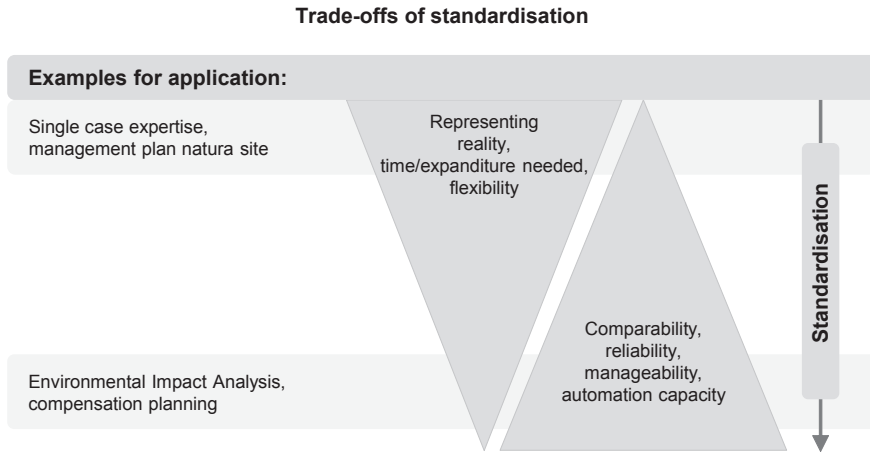 Trade-offs of standardisation
Examples for application:
Single case expertise,
management plan natura site
Representing
reality,
time/expanditure needed,
flexibility
Standardisation
Comparability,
reliability,
manageability,
automation capacity
Environmental Impact Analysis,
compensation planning